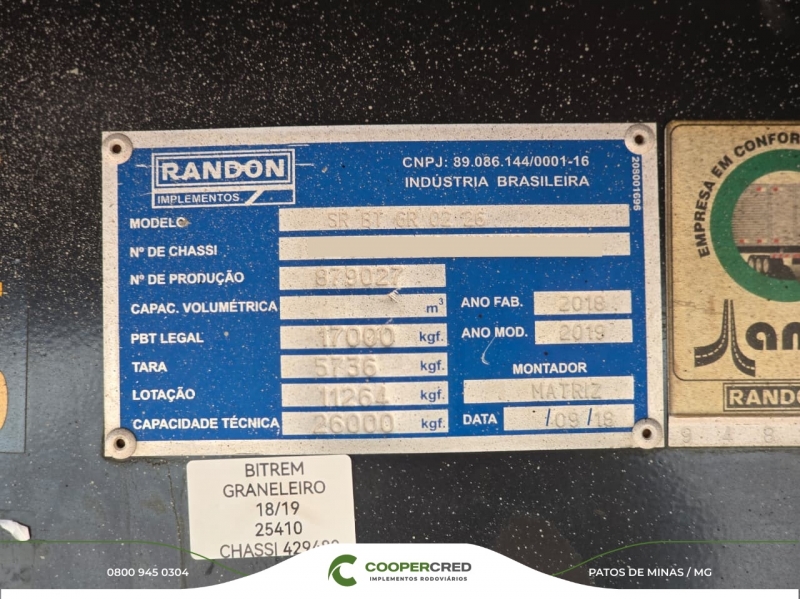 RANDON
IMPLEMENTOS
CNPJ: 89.086.144/0001-16
INDÚSTRIA BRASILEIRA
208001696
MODELO SR BT GR 02 26
Nº DE CHASSI
Nº DE PRODUÇÃO 879027
CAPAC. VOLUMÉTRICA m³
PBT LEGAL 17000 kgf.
TARA 5736 kgf.
LOTAÇÃO 11264 kgf.
CAPACIDADE TÉCNICA 26000 kgf.
ANO FAB. 2018
ANO MOD. 2019
MONTADOR
MATRIZ
DATA /09/18
EMPRESA EM CONFOR
RANDON
BITREM
GRANELEIRO
18/19
25410
CHASSI
0800 945 0304
COOPERCRED
IMPLEMENTOS RODOVIÁRIOS
PATOS DE MINAS / MG